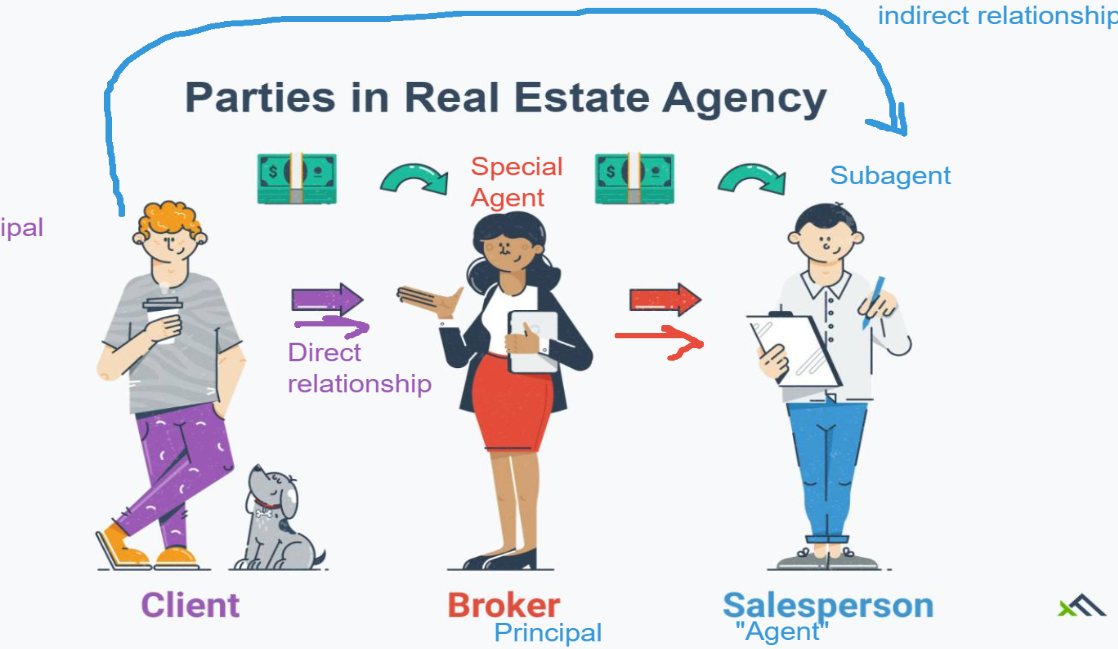 indirect relationship
Parties in Real Estate Agency
Special
Agent
Subagent
ipal
Direct
relationship
Client
Broker
Salesperson
Principal
"Agent"